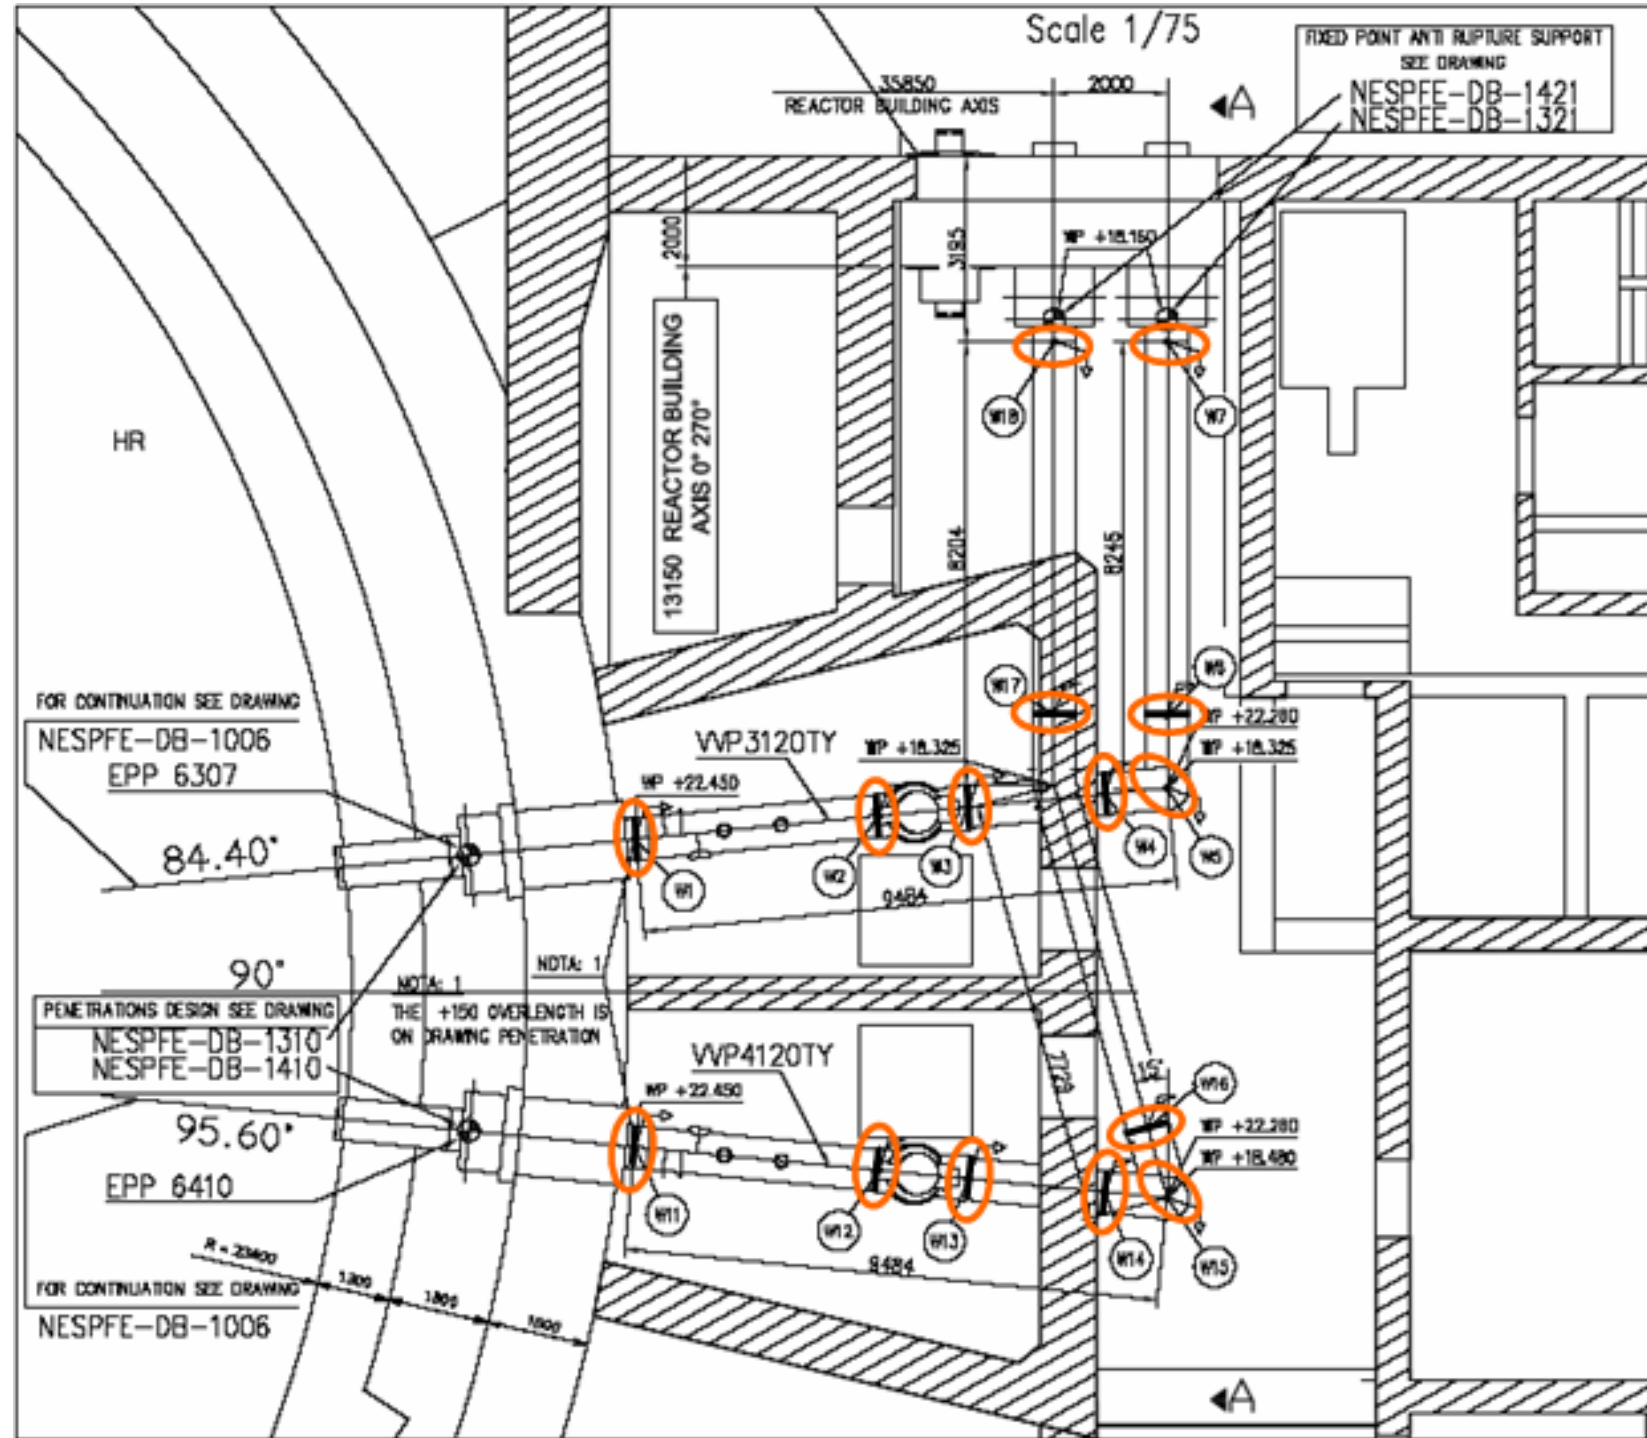 Scale 1/75
FIXED POINT ANTI RUPTURE SUPPORT
SEE DRAWING
NESPFE-DB-1421
NESPFE-DB-1321
35850
2000
REACTOR BUILDING AXIS
◀A
2000
3195
WP +18.150
13150 REACTOR BUILDING
AXIS 0° 270°
W18
W7
HR
8204
8245
W17
W6
WP +22.280
WP +18.325
FOR CONTINUATION SEE DRAWING
NESPFE-DB-1006
EPP 6307
VVP3120TY
WP +18.325
WP +22.450
84.40°
W1
W2
W3
W4
W5
9484
90°
NOTA: 1
NOTA: 1
THE +150 OVERLENGTH IS
ON DRAWING PENETRATION
PENETRATIONS DESIGN SEE DRAWING
NESPFE-DB-1310
NESPFE-DB-1410
VVP4120TY
WP +22.450
7729
15°
W16
WP +22.280
WP +18.480
95.60°
EPP 6410
W11
W12
W13
W14
W15
9484
R = 23400
1300
1800
FOR CONTINUATION SEE DRAWING
NESPFE-DB-1006
◀A